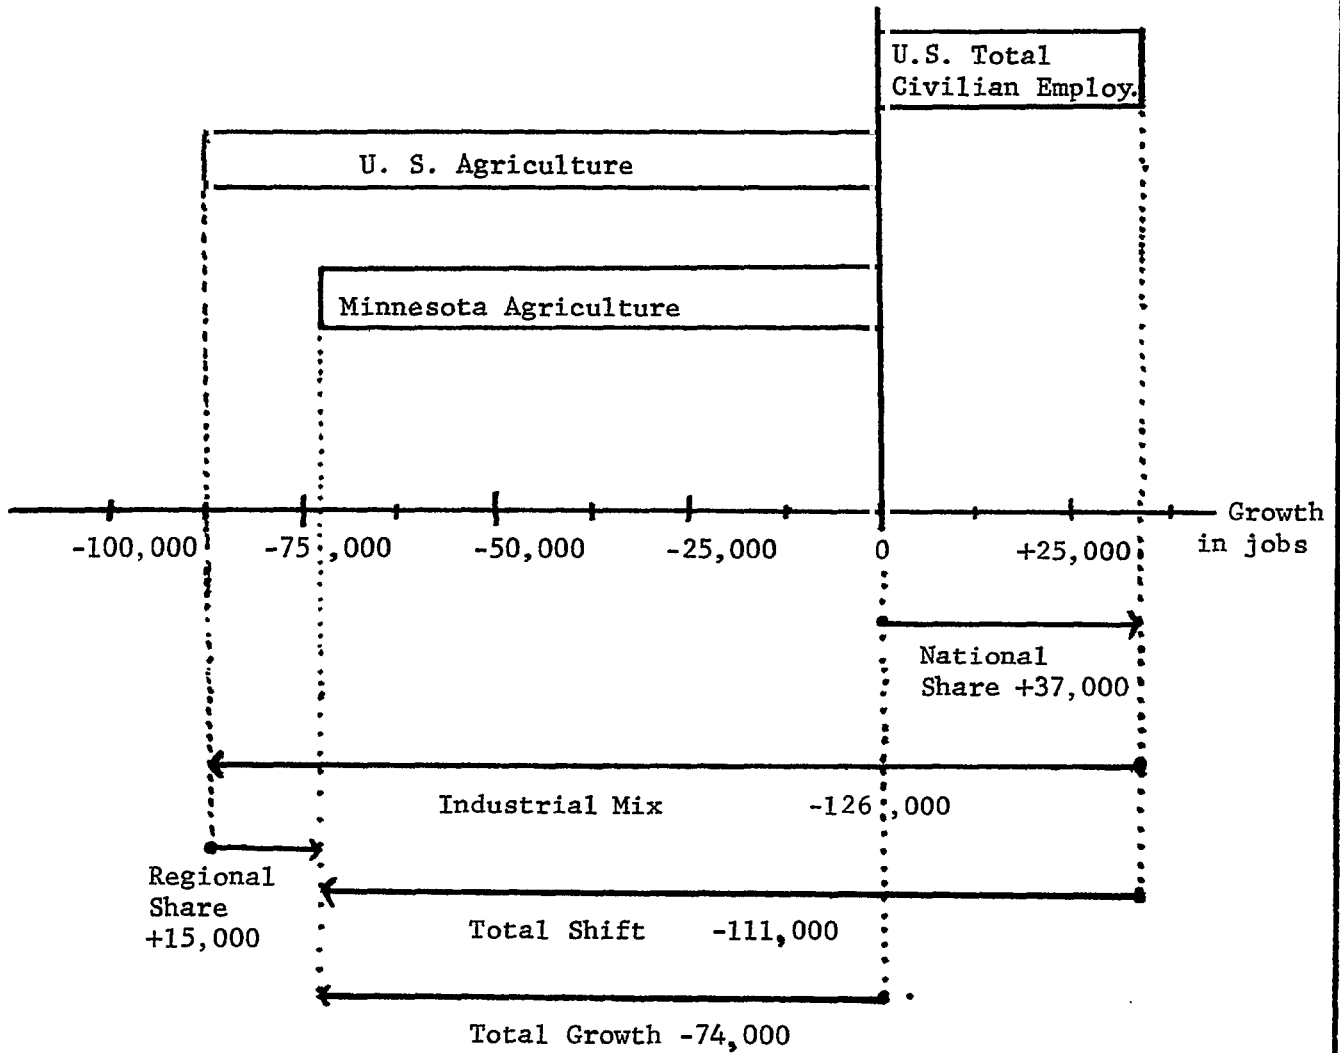 U.S. Total
Civilian Employ.
U. S. Agriculture
Minnesota Agriculture
Growth
in jobs
-100,000
-75,000
-50,000
-25,000
0
+25,000
National
Share +37,000
Industrial Mix -126,000
Regional
Share
+15,000
Total Shift -111,000
Total Growth -74,000